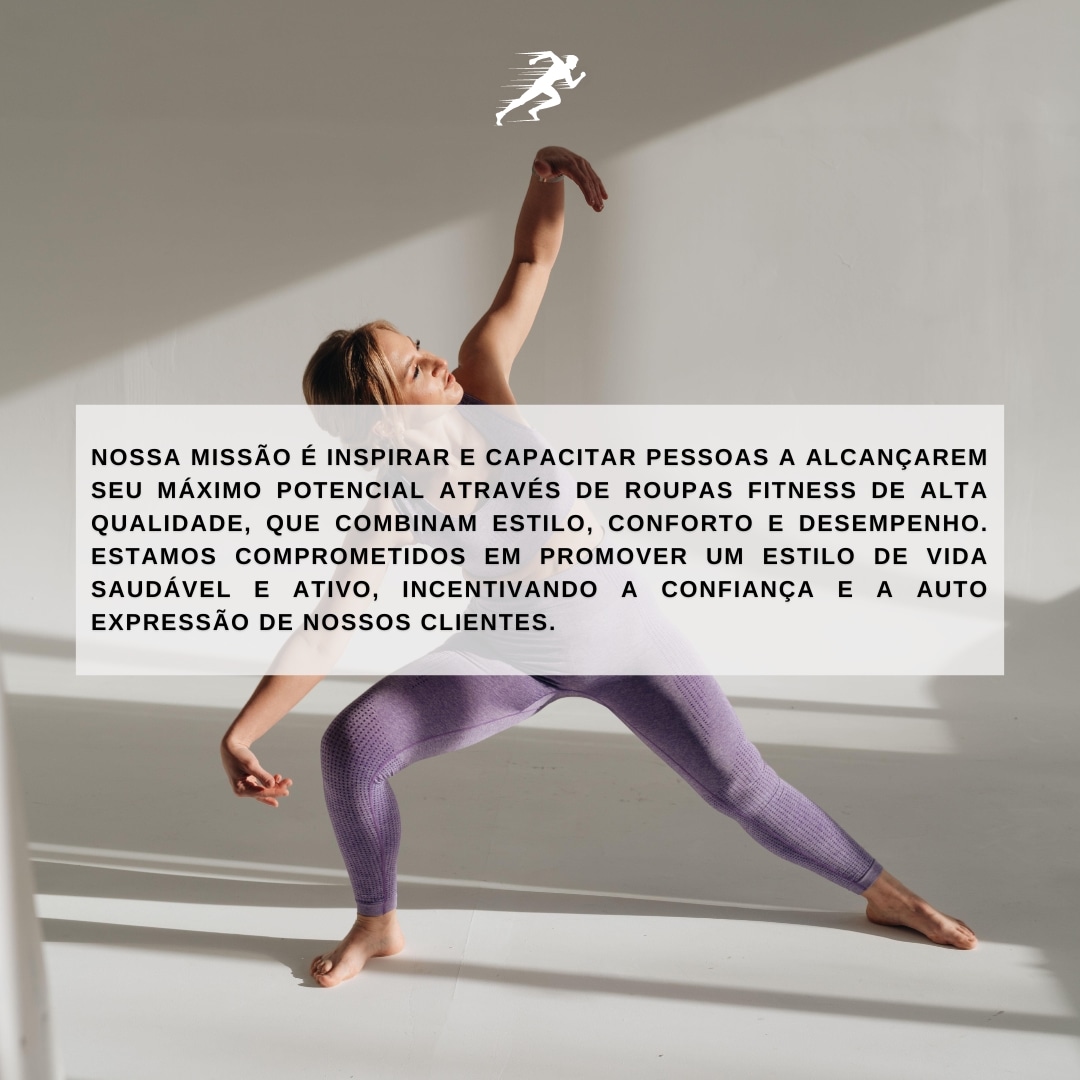 NOSSA MISSÃO É INSPIRAR E CAPACITAR PESSOAS A ALCANÇAREM
SEU MÁXIMO POTENCIAL ATRAVÉS DE ROUPAS FITNESS DE ALTA
QUALIDADE, QUE COMBINAM ESTILO, CONFORTO E DESEMPENHO.
ESTAMOS COMPROMETIDOS EM PROMOVER UM ESTILO DE VIDA
SAUDÁVEL E ATIVO, INCENTIVANDO A CONFIANÇA E A AUTO
EXPRESSÃO DE NOSSOS CLIENTES.